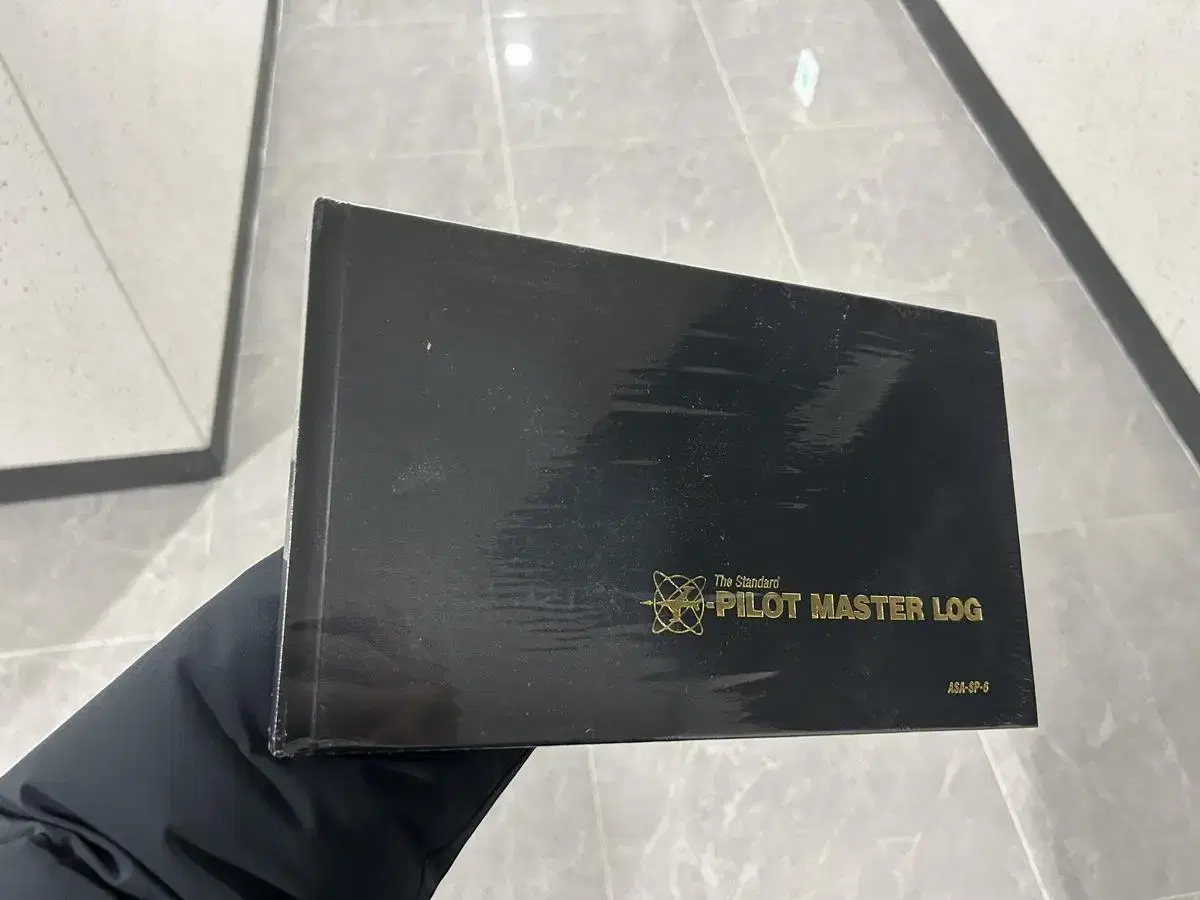 The Standard
PILOT MASTER LOG
ASA-SP-6